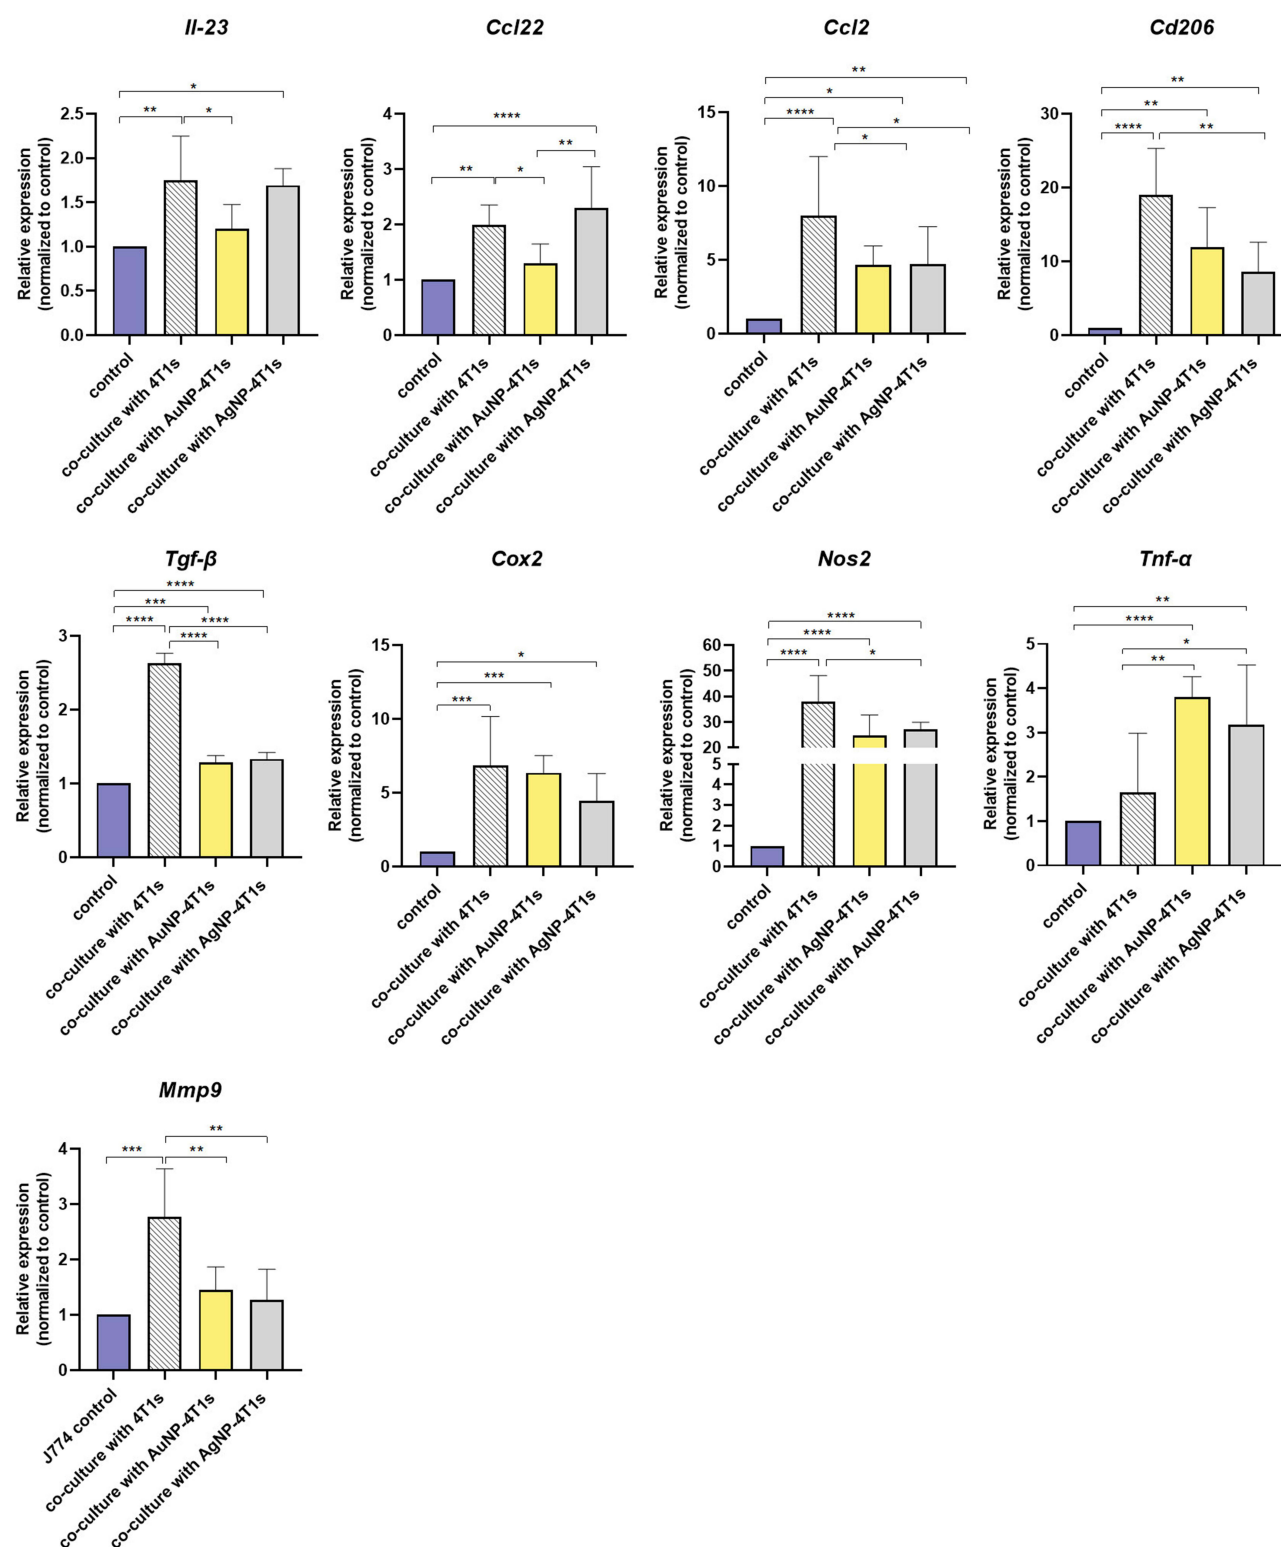 Il-23
Relative expression
(normalized to control)
2.5
2.0
1.5
1.0
0.5
0.0
*
**
*
control
co-culture with 4T1s
co-culture with AuNP-4T1s
co-culture with AgNP-4T1s
Ccl22
Relative expression
(normalized to control)
4
3
2
1
0
****
**
**
*
control
co-culture with 4T1s
co-culture with AuNP-4T1s
co-culture with AgNP-4T1s
Ccl2
Relative expression
(normalized to control)
15
10
5
0
**
*
****
*
*
control
co-culture with 4T1s
co-culture with AuNP-4T1s
co-culture with AgNP-4T1s
Cd206
Relative expression
(normalized to control)
30
20
10
0
**
**
****
**
control
co-culture with 4T1s
co-culture with AuNP-4T1s
co-culture with AgNP-4T1s
Tgf-β
Relative expression
(normalized to control)
3
2
1
0
****
***
****
****
****
control
co-culture with 4T1s
co-culture with AuNP-4T1s
co-culture with AgNP-4T1s
Cox2
Relative expression
(normalized to control)
15
10
5
0
*
***
***
control
co-culture with 4T1s
co-culture with AuNP-4T1s
co-culture with AgNP-4T1s
Nos2
Relative expression
(normalized to control)
60
50
40
30
20
5
4
3
2
1
0
****
****
****
*
control
co-culture with 4T1s
co-culture with AgNP-4T1s
co-culture with AuNP-4T1s
Tnf-α
Relative expression
(normalized to control)
5
4
3
2
1
0
**
****
*
**
control
co-culture with 4T1s
co-culture with AuNP-4T1s
co-culture with AgNP-4T1s
Mmp9
Relative expression
(normalized to control)
4
3
2
1
0
**
***
**
J774 control
co-culture with 4T1s
co-culture with AuNP-4T1s
co-culture with AgNP-4T1s